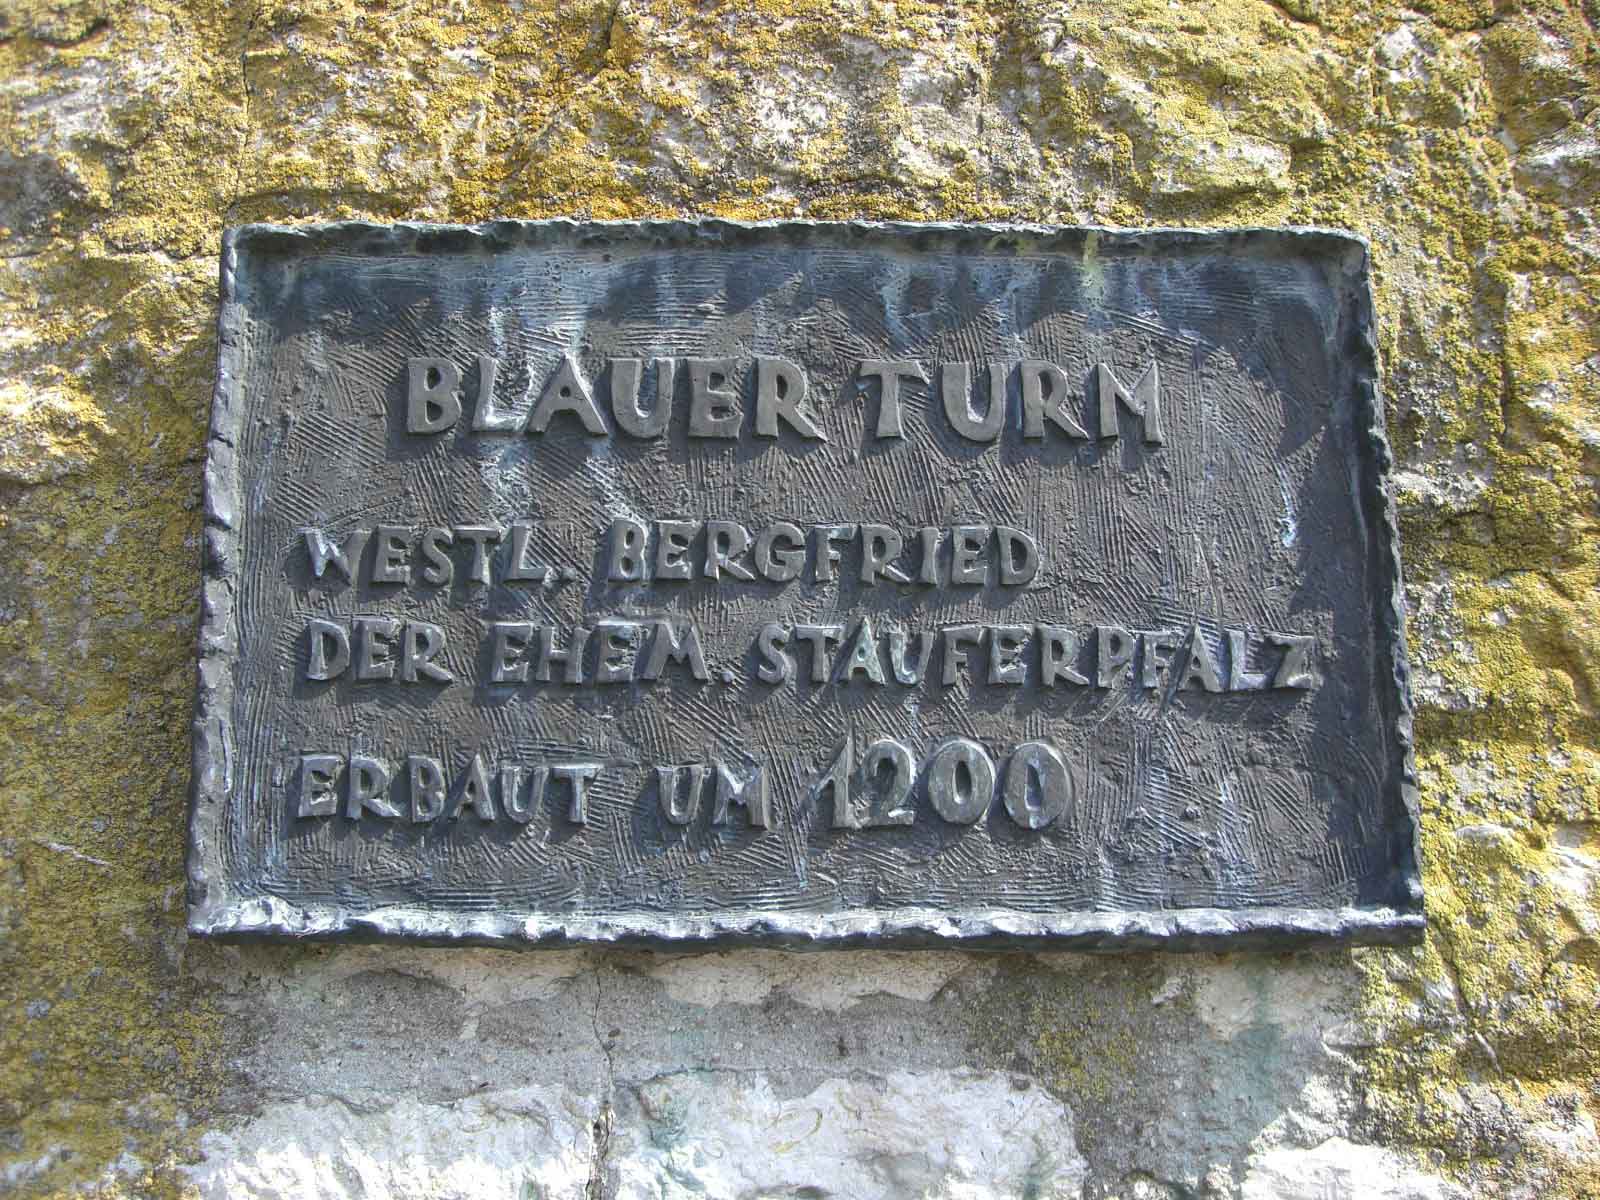 BLAUER TURM
WESTL. BERGFRIED
DER EHEM. STAUFERPFALZ
ERBAUT UM 1200